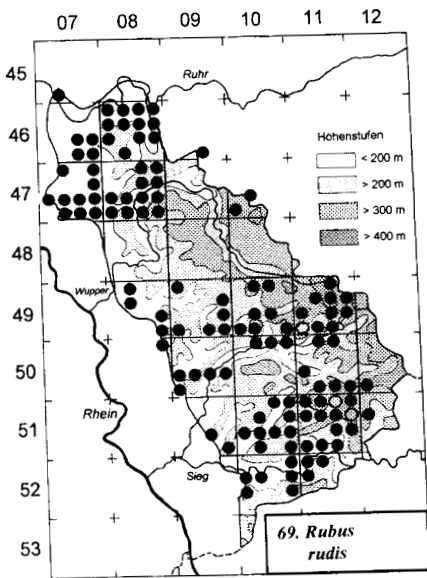 07 08 09 10 11 12
45
Ruhr
46
Höhenstufen
< 200 m
> 200 m
47
> 300 m
> 400 m
48
Wupper
49
50
Rhein
51
Sieg
52
69. Rubus
rudis
53